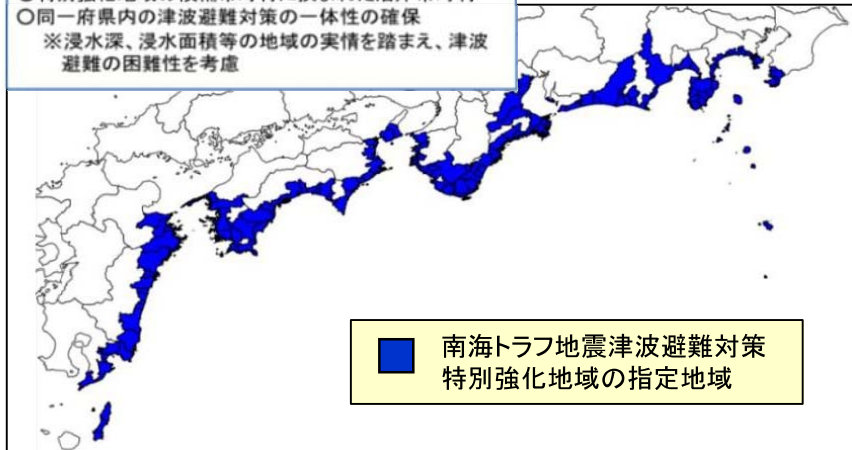 〇同一府県内の津波避難対策の一体性の確保
※浸水深、浸水面積等の地域の実情を踏まえ、津波
避難の困難性を考慮
南海トラフ地震津波避難対策
特別強化地域の指定地域